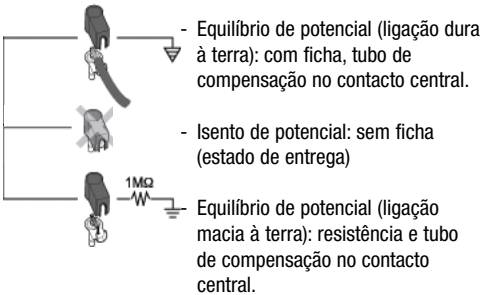 - Equilíbrio de potencial (ligação dura
à terra): com ficha, tubo de
compensação no contacto central.
- Isento de potencial: sem ficha
(estado de entrega)
1MΩ
- Equilíbrio de potencial (ligação
macia à terra): resistência e tubo
de compensação no contacto
central.